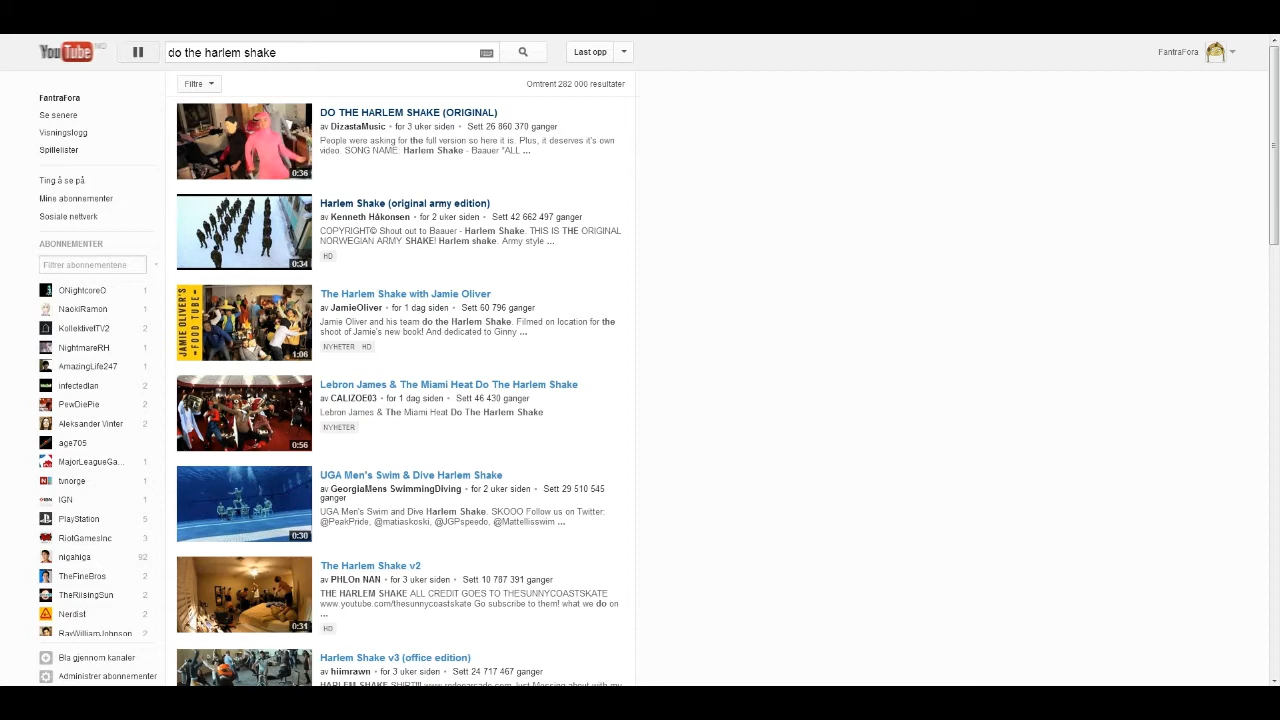 YouTube NO
do the harlem shake
Last opp
FantraFora
Filtre
Omtrent 282 000 resultater
FantraFora
Se senere
Visningslogg
Spillelister
Ting å se på
Mine abonnementer
Sosiale nettverk
ABONNEMENTER
Filtrer abonnementene
ONightcoreO 1
NaokiRamon 1
KollektivetTV2 2
NightmareRH 1
AmazingLife247 1
infectedIan 2
PewDiePie 2
Aleksander Vinter 2
age705
MajorLeagueGa... 1
tvnorge 1
IGN 1
PlayStation 5
RiotGamesInc 3
nigahiga 92
TheFineBros 2
TheRiisingSun 2
Nerdist 2
RayWilliamJohnson 2
Bla gjennom kanaler
Administrer abonnementer
DO THE HARLEM SHAKE (ORIGINAL)
av DizastaMusic • for 3 uker siden • Sett 26 860 370 ganger
People were asking for the full version so here it is. Plus, it deserves it's own
video. SONG NAME: Harlem Shake - Baauer *ALL ...
0:36
Harlem Shake (original army edition)
av Kenneth Håkonsen • for 2 uker siden • Sett 42 662 497 ganger
COPYRIGHT© Shout out to Baauer - Harlem Shake. THIS IS THE ORIGINAL
NORWEGIAN ARMY SHAKE! Harlem shake. Army style ...
HD
0:34
The Harlem Shake with Jamie Oliver
av JamieOliver • for 1 dag siden • Sett 60 796 ganger
Jamie Oliver and his team do the Harlem Shake. Filmed on location for the
shoot of Jamie's new book! And dedicated to Ginny ...
NYHETER HD
JAMIE OLIVER'S
FOOD TUBE
1:06
Lebron James & The Miami Heat Do The Harlem Shake
av CALIZOE03 • for 1 dag siden • Sett 46 430 ganger
Lebron James & The Miami Heat Do The Harlem Shake
NYHETER
0:56
UGA Men's Swim & Dive Harlem Shake
av GeorgiaMens SwimmingDiving • for 2 uker siden • Sett 29 510 545
ganger
UGA Men's Swim and Dive Harlem Shake. SKOOO Follow us on Twitter:
@PeakPride, @matiaskoski, @JGPspeedo, @Mattellisswim ...
0:30
The Harlem Shake v2
av PHLOn NAN • for 3 uker siden • Sett 10 787 391 ganger
THE HARLEM SHAKE ALL CREDIT GOES TO THESUNNYCOASTSKATE
www.youtube.com/thesunnycoastskate Go subscribe to them! what we do on
...
HD
0:31
Harlem Shake v3 (office edition)
av hiimrawn • for 3 uker siden • Sett 24 717 467 ganger